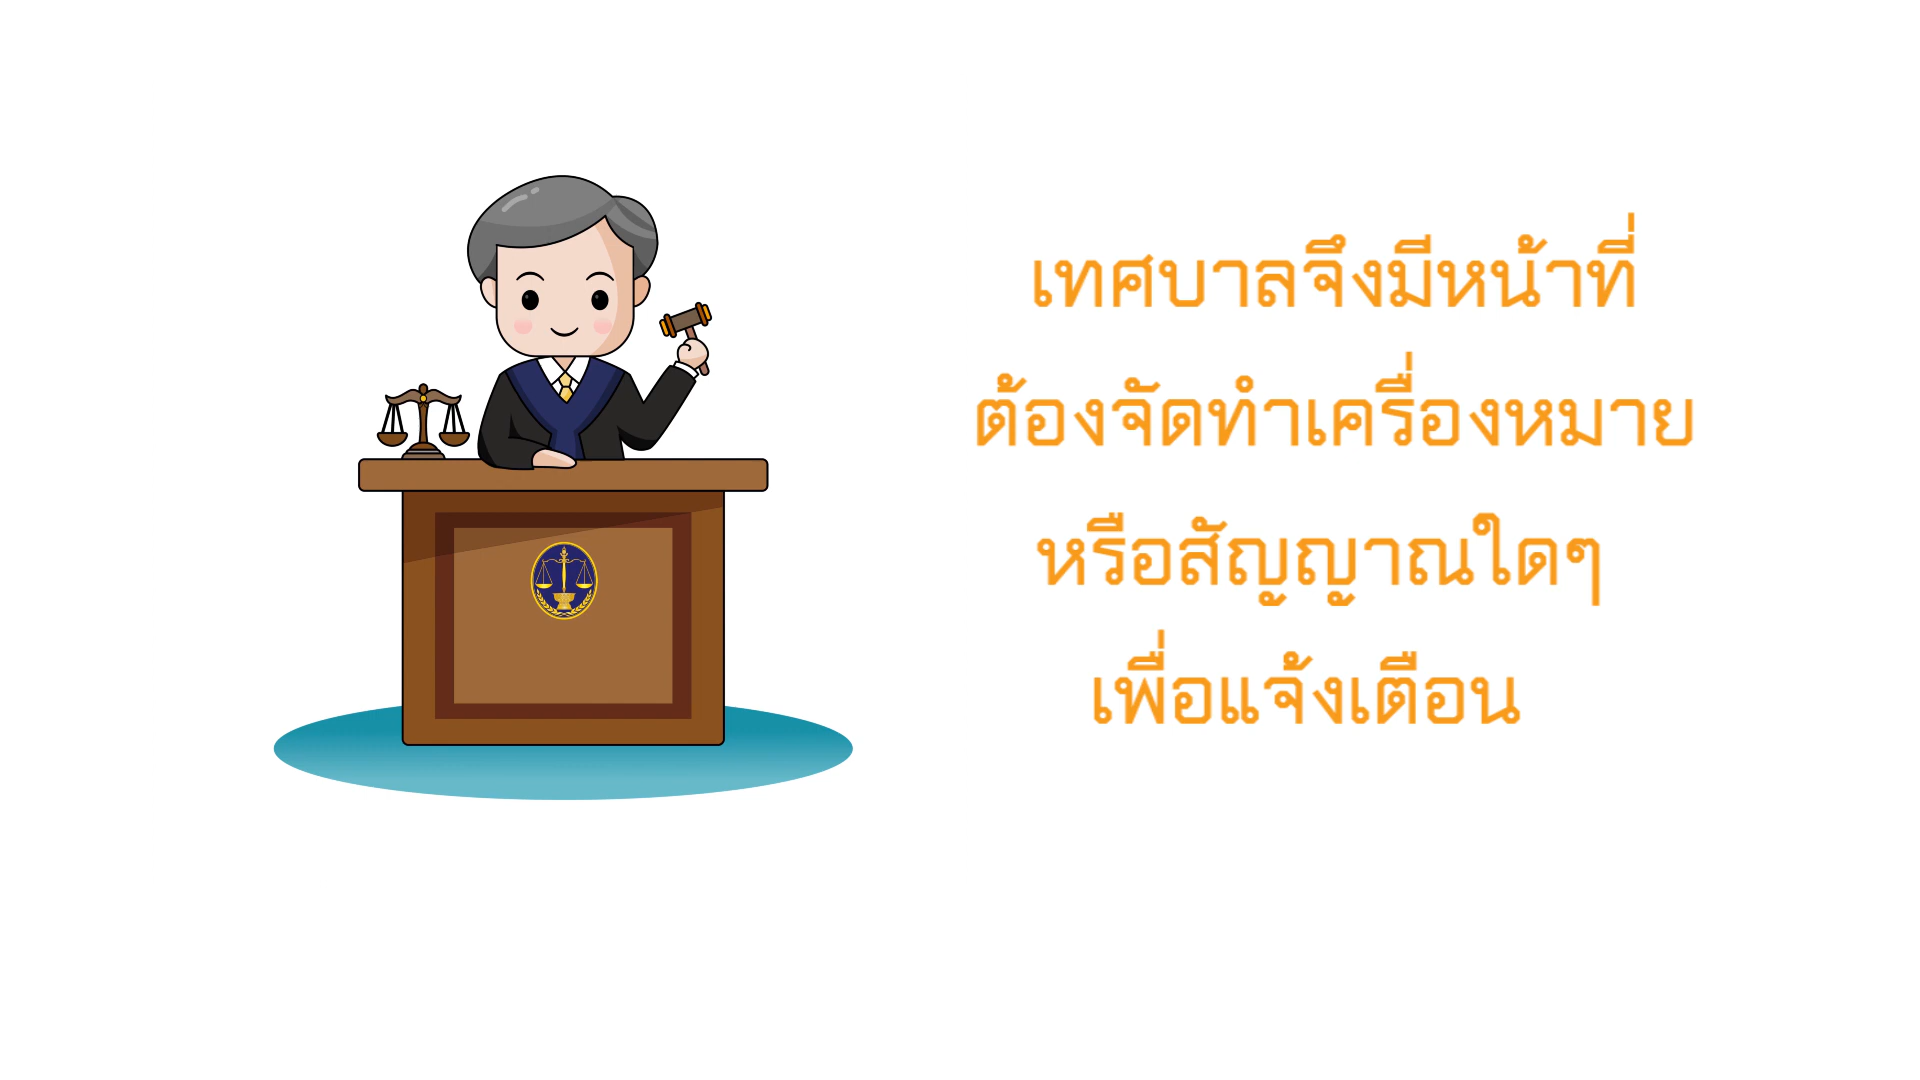 เทศบาลจึงมีหน้าที่
ต้องจัดทำเครื่องหมาย
หรือสัญญาณใดๆ
เพื่อแจ้งเตือน